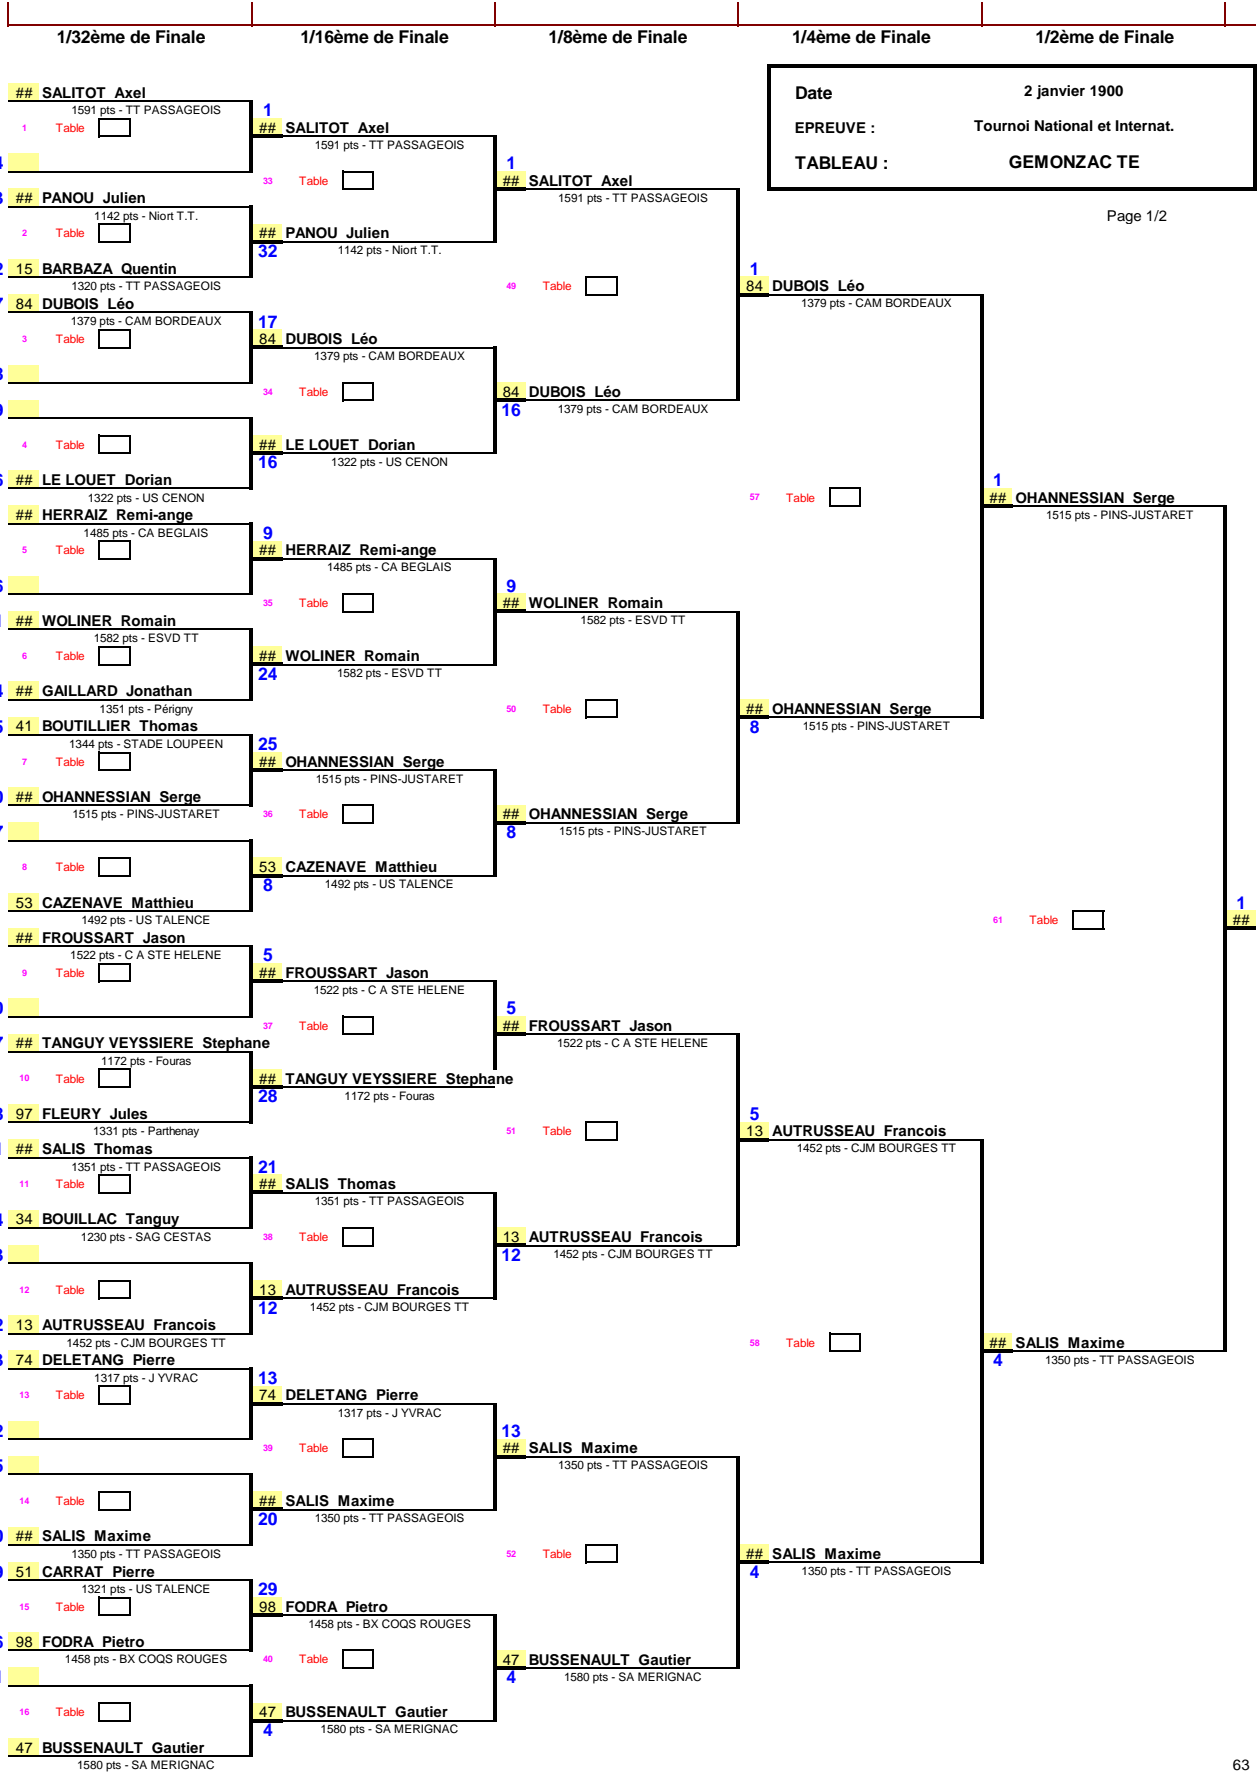 1/32ème de Finale 1/16ème de Finale 1/8ème de Finale 1/4ème de Finale 1/2ème de Finale
Date 2 janvier 1900
EPREUVE : Tournoi National et Internat.
TABLEAU : GEMONZAC TE
Page 1/2
## SALITOT Axel
1591 pts - TT PASSAGEOIS
1 Table
## PANOU Julien
1142 pts - Niort T.T.
2 Table
15 BARBAZA Quentin
1320 pts - TT PASSAGEOIS
84 DUBOIS Léo
1379 pts - CAM BORDEAUX
3 Table
4 Table
## LE LOUET Dorian
1322 pts - US CENON
## HERRAIZ Remi-ange
1485 pts - CA BEGLAIS
5 Table
## WOLINER Romain
1582 pts - ESVD TT
6 Table
## GAILLARD Jonathan
1351 pts - Périgny
41 BOUTILLIER Thomas
1344 pts - STADE LOUPEEN
7 Table
## OHANNESSIAN Serge
1515 pts - PINS-JUSTARET
8 Table
53 CAZENAVE Matthieu
1492 pts - US TALENCE
## FROUSSART Jason
1522 pts - C A STE HELENE
9 Table
## TANGUY VEYSSIERE Stephane
1172 pts - Fouras
10 Table
97 FLEURY Jules
1331 pts - Parthenay
## SALIS Thomas
1351 pts - TT PASSAGEOIS
11 Table
34 BOUILLAC Tanguy
1230 pts - SAG CESTAS
12 Table
13 AUTRUSSEAU Francois
1452 pts - CJM BOURGES TT
74 DELETANG Pierre
1317 pts - J YVRAC
13 Table
14 Table
## SALIS Maxime
1350 pts - TT PASSAGEOIS
51 CARRAT Pierre
1321 pts - US TALENCE
15 Table
98 FODRA Pietro
1458 pts - BX COQS ROUGES
16 Table
47 BUSSENAULT Gautier
1580 pts - SA MERIGNAC
1
## SALITOT Axel
1591 pts - TT PASSAGEOIS
33 Table
## PANOU Julien
32 1142 pts - Niort T.T.
17
84 DUBOIS Léo
1379 pts - CAM BORDEAUX
34 Table
## LE LOUET Dorian
16 1322 pts - US CENON
9
## HERRAIZ Remi-ange
1485 pts - CA BEGLAIS
35 Table
## WOLINER Romain
24 1582 pts - ESVD TT
25
## OHANNESSIAN Serge
1515 pts - PINS-JUSTARET
36 Table
53 CAZENAVE Matthieu
8 1492 pts - US TALENCE
5
## FROUSSART Jason
1522 pts - C A STE HELENE
37 Table
## TANGUY VEYSSIERE Stephane
28 1172 pts - Fouras
21
## SALIS Thomas
1351 pts - TT PASSAGEOIS
38 Table
13 AUTRUSSEAU Francois
12 1452 pts - CJM BOURGES TT
13
74 DELETANG Pierre
1317 pts - J YVRAC
39 Table
## SALIS Maxime
20 1350 pts - TT PASSAGEOIS
29
98 FODRA Pietro
1458 pts - BX COQS ROUGES
40 Table
47 BUSSENAULT Gautier
4 1580 pts - SA MERIGNAC
1
## SALITOT Axel
1591 pts - TT PASSAGEOIS
49 Table
84 DUBOIS Léo
16 1379 pts - CAM BORDEAUX
9
## WOLINER Romain
1582 pts - ESVD TT
50 Table
## OHANNESSIAN Serge
8 1515 pts - PINS-JUSTARET
5
## FROUSSART Jason
1522 pts - C A STE HELENE
51 Table
13 AUTRUSSEAU Francois
12 1452 pts - CJM BOURGES TT
13
## SALIS Maxime
1350 pts - TT PASSAGEOIS
52 Table
47 BUSSENAULT Gautier
4 1580 pts - SA MERIGNAC
1
84 DUBOIS Léo
1379 pts - CAM BORDEAUX
57 Table
## OHANNESSIAN Serge
8 1515 pts - PINS-JUSTARET
5
13 AUTRUSSEAU Francois
1452 pts - CJM BOURGES TT
58 Table
## SALIS Maxime
4 1350 pts - TT PASSAGEOIS
1
## OHANNESSIAN Serge
1515 pts - PINS-JUSTARET
61 Table
## SALIS Maxime
4 1350 pts - TT PASSAGEOIS
1
##
63